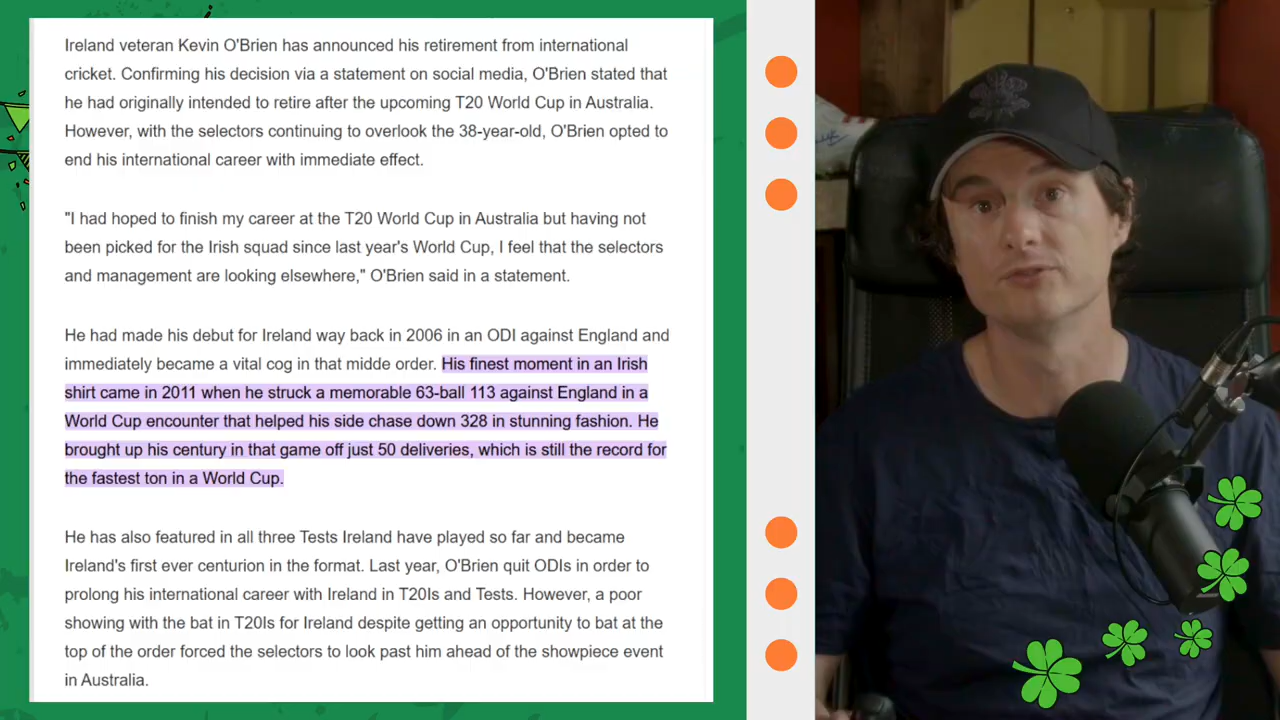 Ireland veteran Kevin O'Brien has announced his retirement from international
cricket. Confirming his decision via a statement on social media, O'Brien stated that
he had originally intended to retire after the upcoming T20 World Cup in Australia.
However, with the selectors continuing to overlook the 38-year-old, O'Brien opted to
end his international career with immediate effect.
"I had hoped to finish my career at the T20 World Cup in Australia but having not
been picked for the Irish squad since last year's World Cup, I feel that the selectors
and management are looking elsewhere," O'Brien said in a statement.
He had made his debut for Ireland way back in 2006 in an ODI against England and
immediately became a vital cog in that midde order. His finest moment in an Irish
shirt came in 2011 when he struck a memorable 63-ball 113 against England in a
World Cup encounter that helped his side chase down 328 in stunning fashion. He
brought up his century in that game off just 50 deliveries, which is still the record for
the fastest ton in a World Cup.
He has also featured in all three Tests Ireland have played so far and became
Ireland's first ever centurion in the format. Last year, O'Brien quit ODIs in order to
prolong his international career with Ireland in T20Is and Tests. However, a poor
showing with the bat in T20Is for Ireland despite getting an opportunity to bat at the
top of the order forced the selectors to look past him ahead of the showpiece event
in Australia.